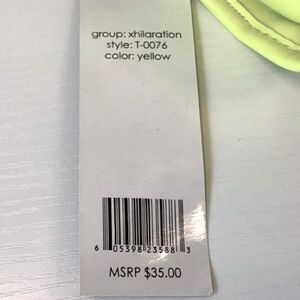 group: xhilaration
style: T-0076
color: yellow
6 05398 23588 3
MSRP $35.00